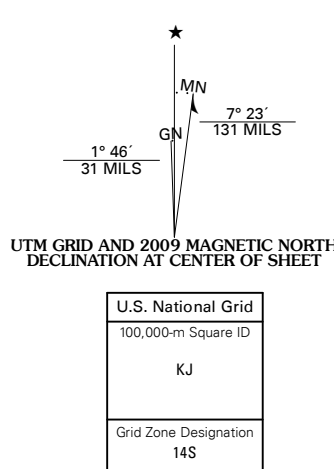 ★
MN
GN
7° 23´
131 MILS
1° 46´
31 MILS
UTM GRID AND 2009 MAGNETIC NORTH
DECLINATION AT CENTER OF SHEET
U.S. National Grid
100,000-m Square ID
KJ
Grid Zone Designation
14S